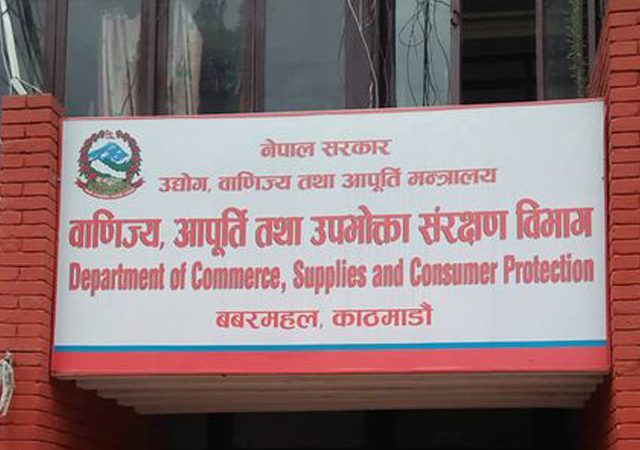 नेपाल सरकार
उद्योग, वाणिज्य तथा आपूर्ति मन्त्रालय
वाणिज्य, आपूर्ति तथा उपभोक्ता संरक्षण विभाग
Department of Commerce, Supplies and Consumer Protection
बबरमहल, काठमाडौं